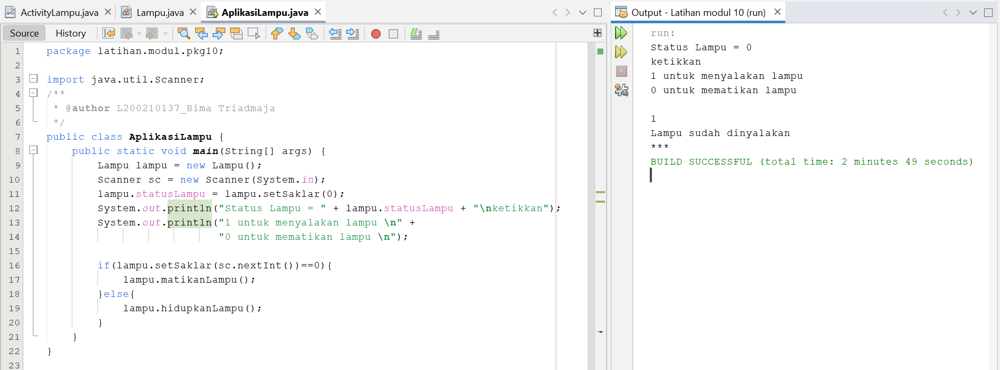 ActivityLampu.java Lampu.java AplikasiLampu.java
Source History
1 package latihan.modul.pkg10;
2
3 import java.util.Scanner;
4 /**
5 * @author L200210137_Bima Triadmaja
6 */
7 public class AplikasiLampu {
8 public static void main(String[] args) {
9 Lampu lampu = new Lampu();
10 Scanner sc = new Scanner(System.in);
11 lampu.statusLampu = lampu.setSaklar(0);
12 System.out.println("Status Lampu = " + lampu.statusLampu + "\nketikkan");
13 System.out.println("1 untuk menyalakan lampu \n" +
14 "0 untuk mematikan lampu \n");
15
16 if(lampu.setSaklar(sc.nextInt())==0){
17 lampu.matikanLampu();
18 }else{
19 lampu.hidupkanLampu();
20 }
21 }
22 }
23
Output - Latihan modul 10 (run)
run:
Status Lampu = 0
ketikkan
1 untuk menyalakan lampu
0 untuk mematikan lampu
1
Lampu sudah dinyalakan
***
BUILD SUCCESSFUL (total time: 2 minutes 49 seconds)